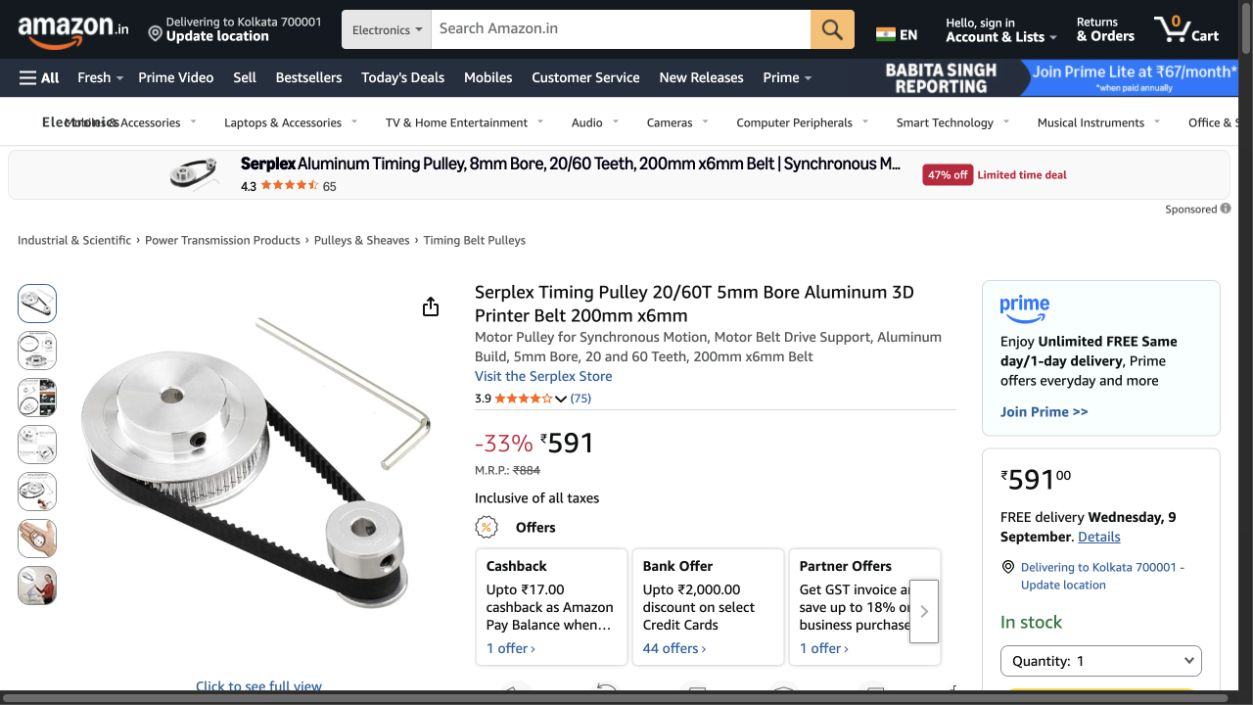 amazon.in
Delivering to Kolkata 700001
Update location
Electronics
Search Amazon.in
EN
Hello, sign in
Account & Lists
Returns
& Orders
0
Cart
All
Fresh
Prime Video
Sell
Bestsellers
Today's Deals
Mobiles
Customer Service
New Releases
Prime
BABITA SINGH
REPORTING
Join Prime Lite at ₹67/month*
*when paid annually
Electronics
Accessories
Laptops & Accessories
TV & Home Entertainment
Audio
Cameras
Computer Peripherals
Smart Technology
Musical Instruments
Office &
Serplex Aluminum Timing Pulley, 8mm Bore, 20/60 Teeth, 200mm x6mm Belt | Synchronous M...
4.3
65
47% off
Limited time deal
Sponsored
Industrial & Scientific › Power Transmission Products › Pulleys & Sheaves › Timing Belt Pulleys
Serplex Timing Pulley 20/60T 5mm Bore Aluminum 3D
Printer Belt 200mm x6mm
Motor Pulley for Synchronous Motion, Motor Belt Drive Support, Aluminum
Build, 5mm Bore, 20 and 60 Teeth, 200mm x6mm Belt
Visit the Serplex Store
3.9 (75)
-33% ₹591
M.R.P.: ₹884
Inclusive of all taxes
Offers
Cashback
Upto ₹17.00
cashback as Amazon
Pay Balance when...
1 offer ›
Bank Offer
Upto ₹2,000.00
discount on select
Credit Cards
44 offers ›
Partner Offers
Get GST invoice
save up to 18%
business purchase
1 offer ›
Click to see full view
prime
Enjoy Unlimited FREE Same
day/1-day delivery, Prime
offers everyday and more
Join Prime >>
₹591 00
FREE delivery Wednesday, 9
September. Details
Delivering to Kolkata 700001 -
Update location
In stock
Quantity: 1